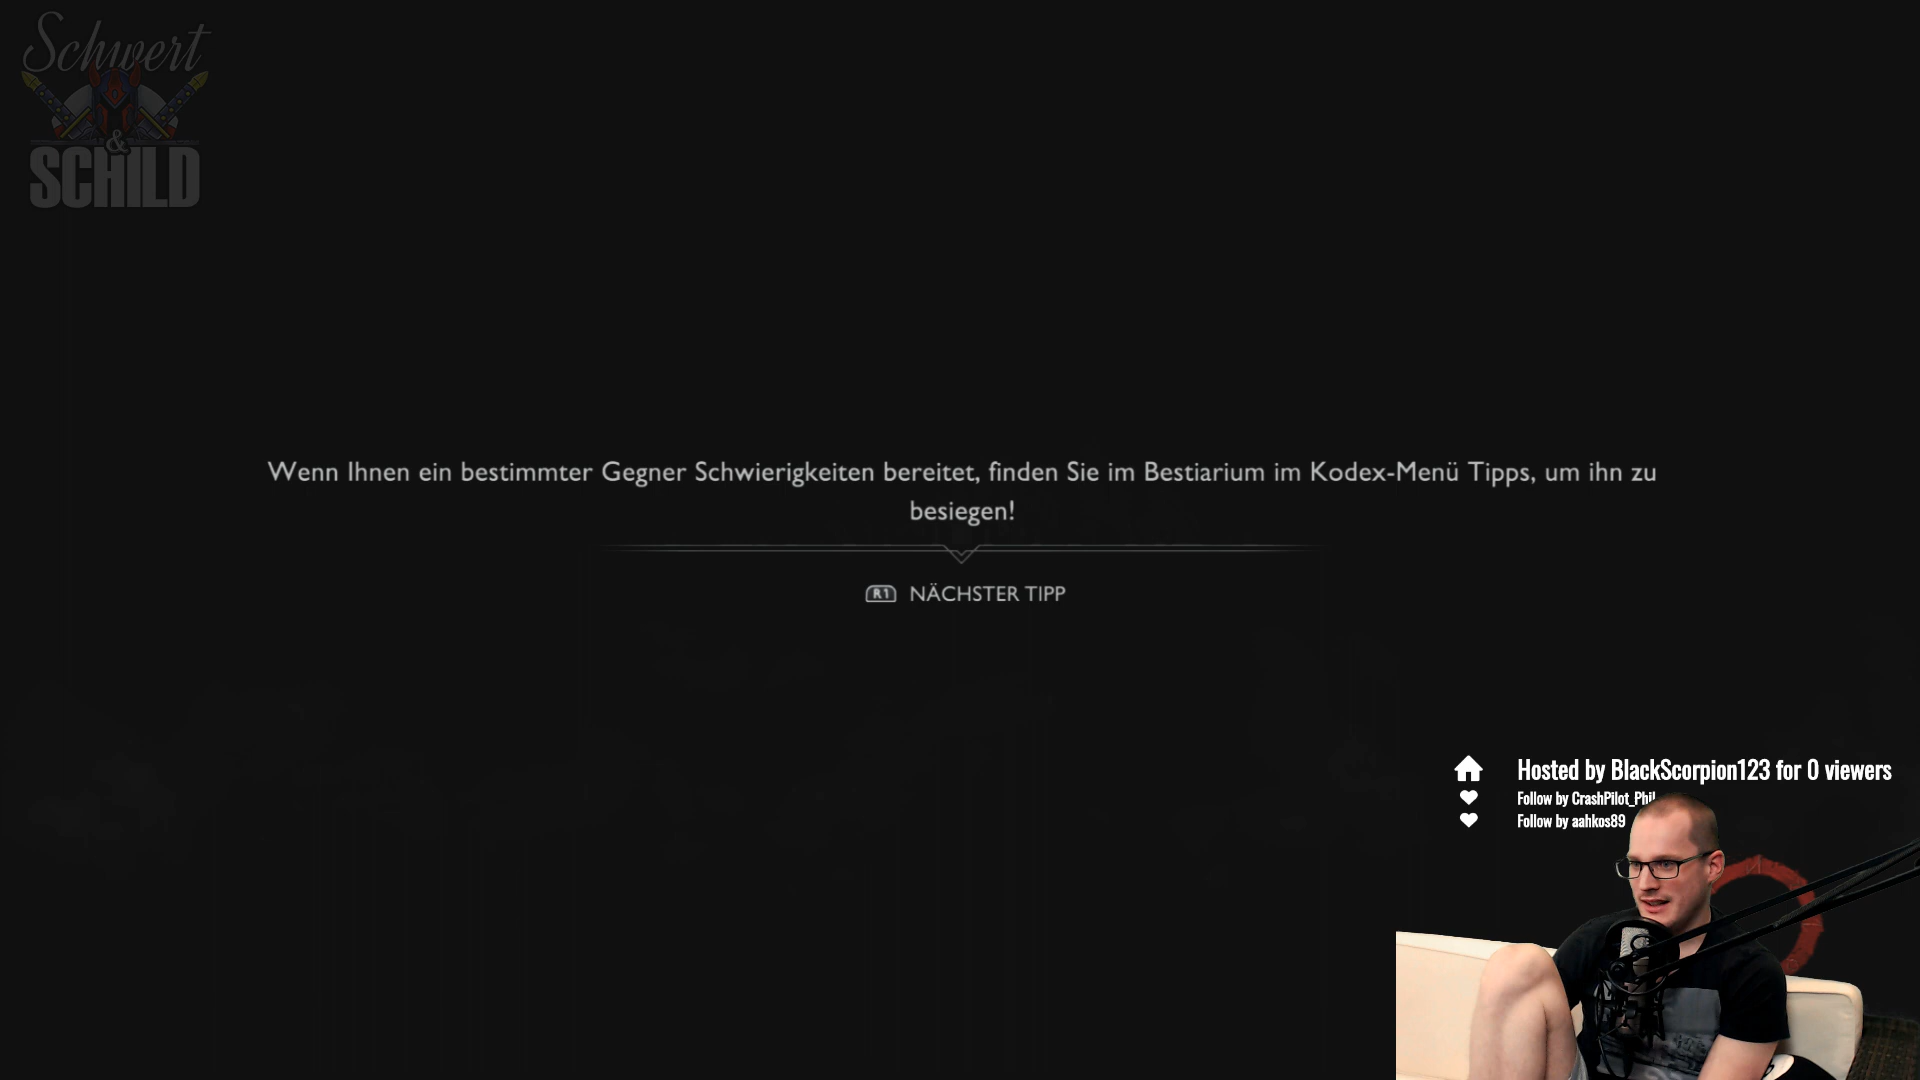 Schwert
&
SCHILD
Wenn Ihnen ein bestimmter Gegner Schwierigkeiten bereitet, finden Sie im Bestiarium im Kodex-Menü Tipps, um ihn zu
besiegen!
R1 NÄCHSTER TIPP
Hosted by BlackScorpion123 for 0 viewers
Follow by CrashPilot_Phil
Follow by aahkos89